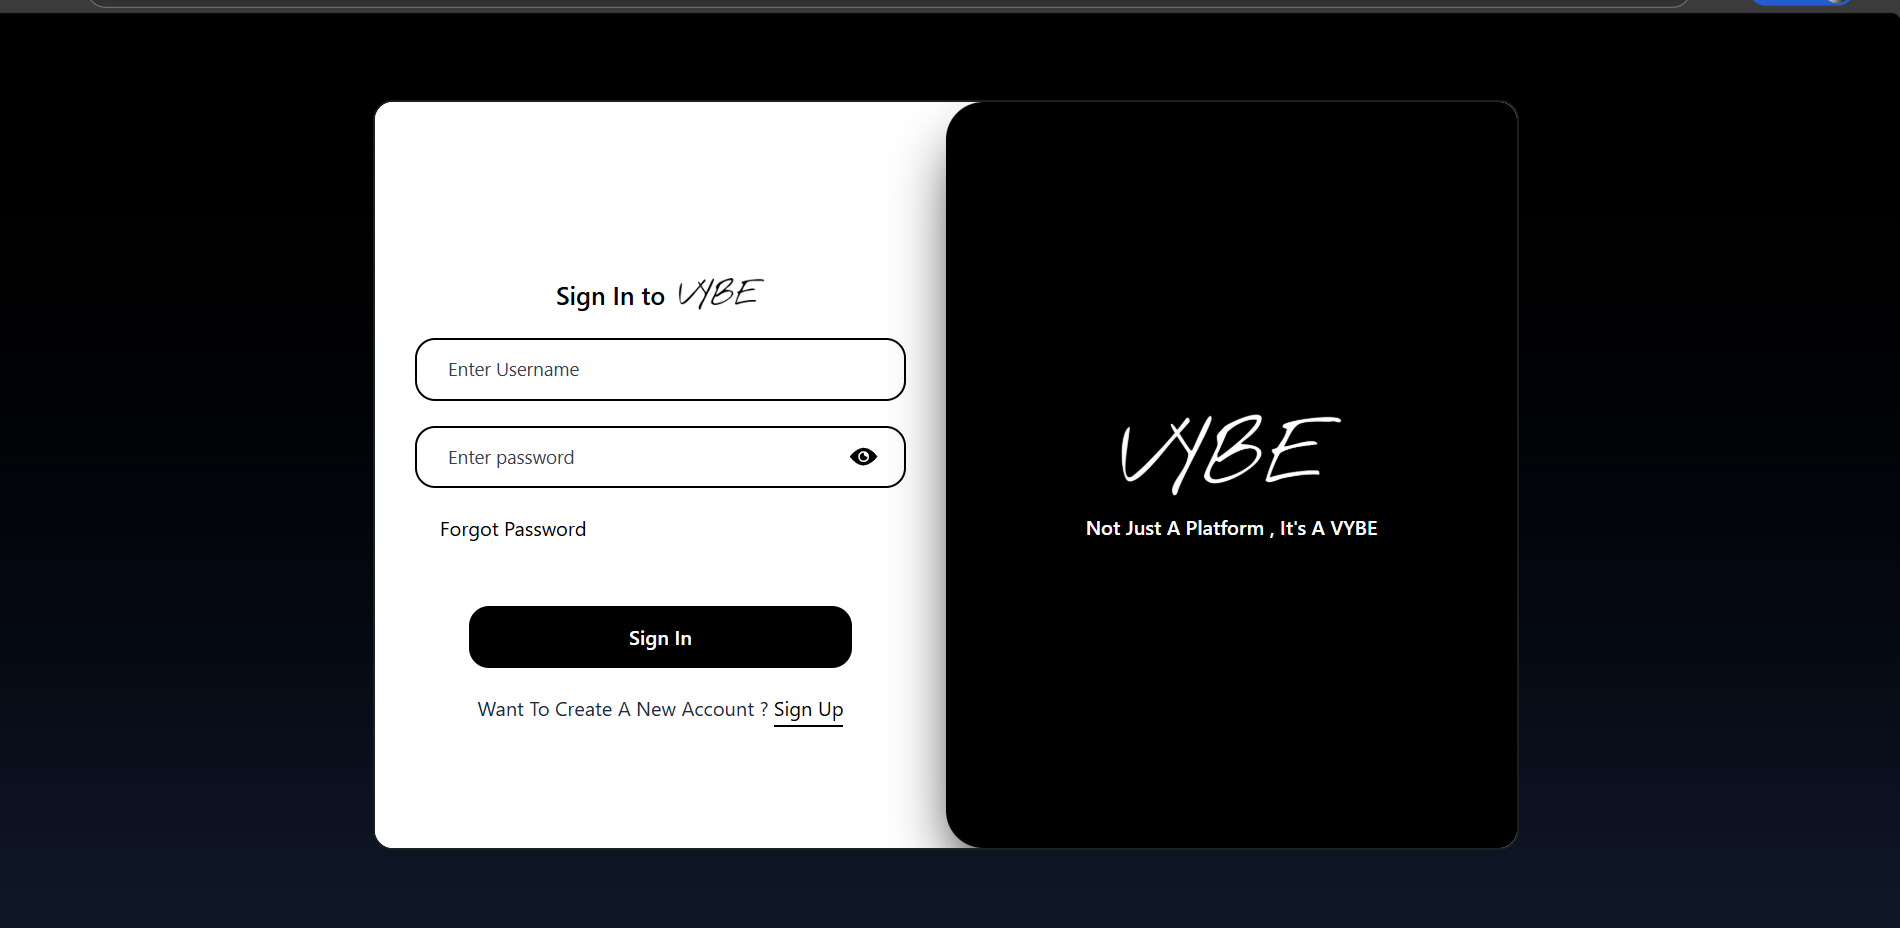 Sign In to VYBE
Enter Username
Enter password
Forgot Password
Sign In
Want To Create A New Account ? Sign Up
VYBE
Not Just A Platform , It's A VYBE